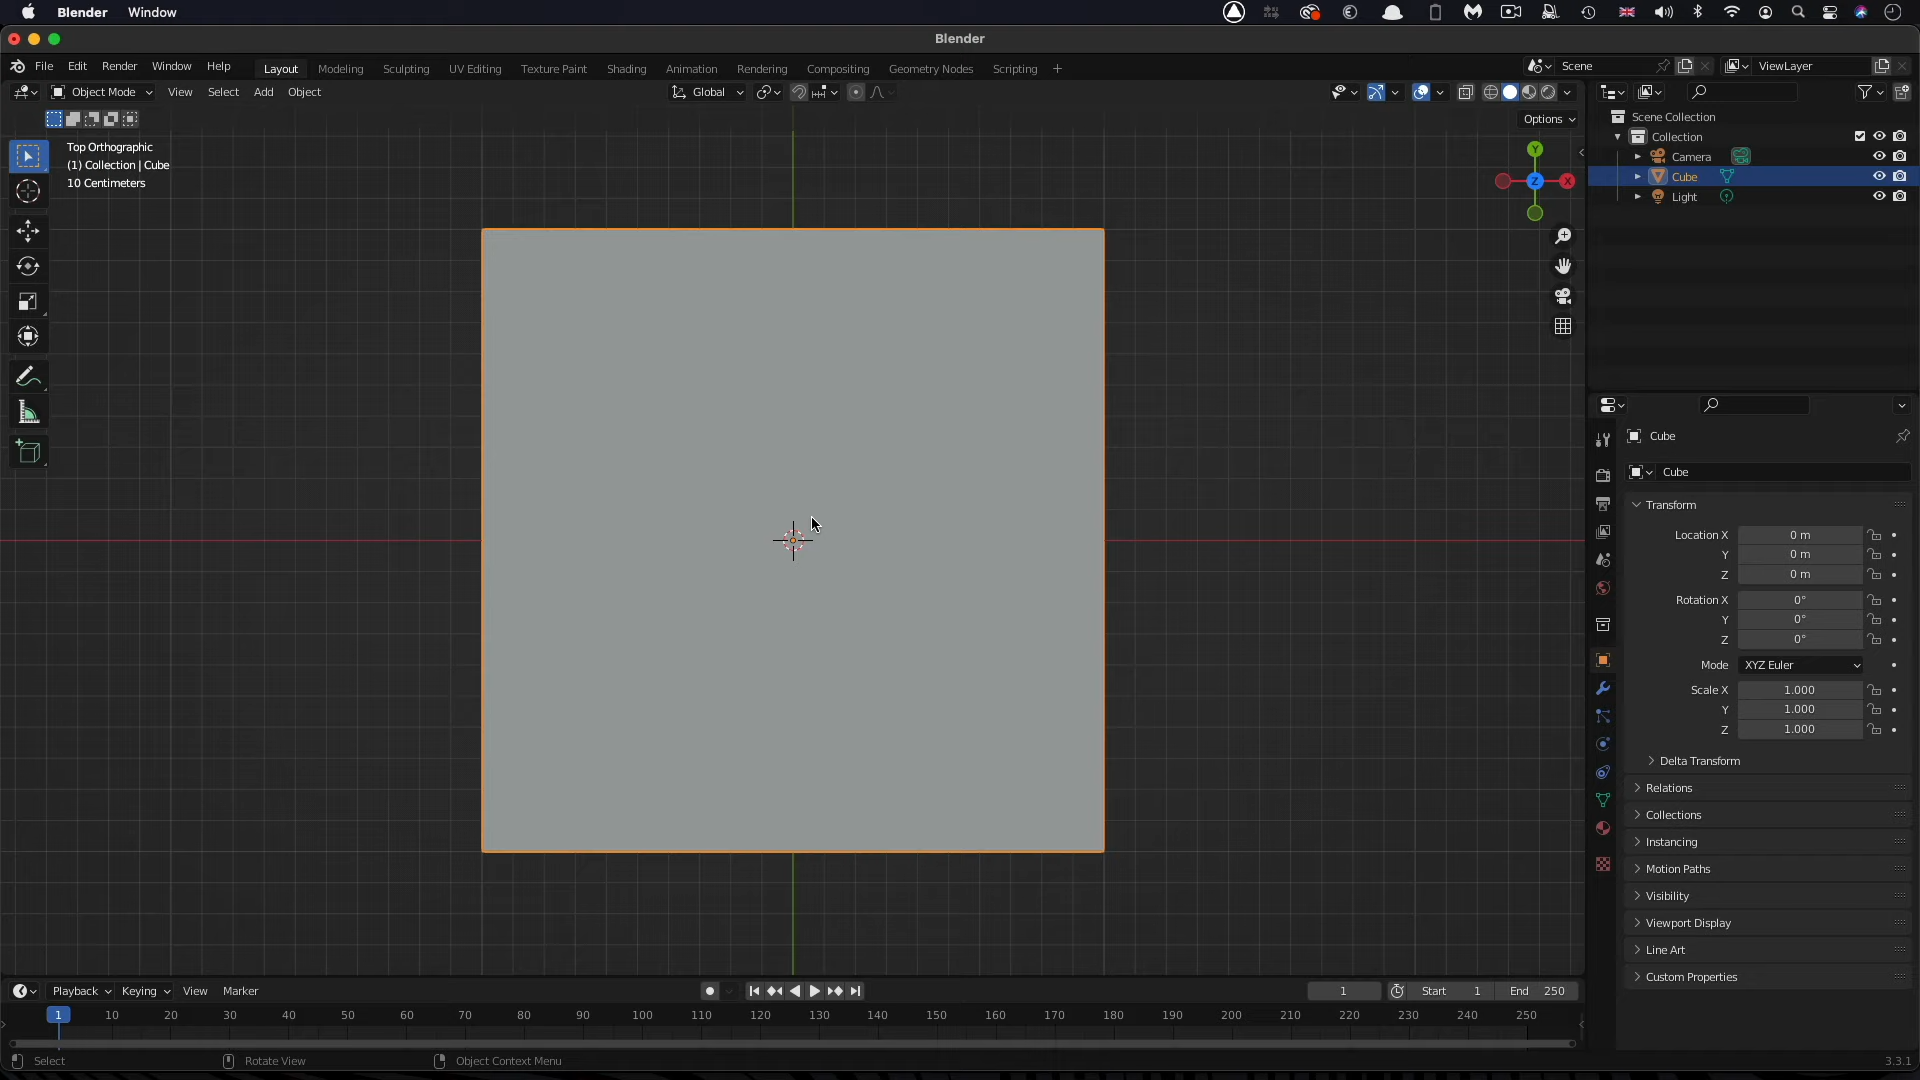 Blender Window
Blender
File Edit Render Window Help Layout Modeling Sculpting UV Editing Texture Paint Shading Animation Rendering Compositing Geometry Nodes Scripting + Scene ViewLayer
Object Mode View Select Add Object Global
Options
Top Orthographic
(1) Collection | Cube
10 Centimeters
Y
Z X
Scene Collection
Collection
Camera
Cube
Light
Cube
Cube
Transform
Location X 0 m
Y 0 m
Z 0 m
Rotation X 0°
Y 0°
Z 0°
Mode XYZ Euler
Scale X 1.000
Y 1.000
Z 1.000
Delta Transform
Relations
Collections
Instancing
Motion Paths
Visibility
Viewport Display
Line Art
Custom Properties
Playback Keying View Marker 1 Start 1 End 250
1 10 20 30 40 50 60 70 80 90 100 110 120 130 140 150 160 170 180 190 200 210 220 230 240 250
Select Rotate View Object Context Menu 3.3.1